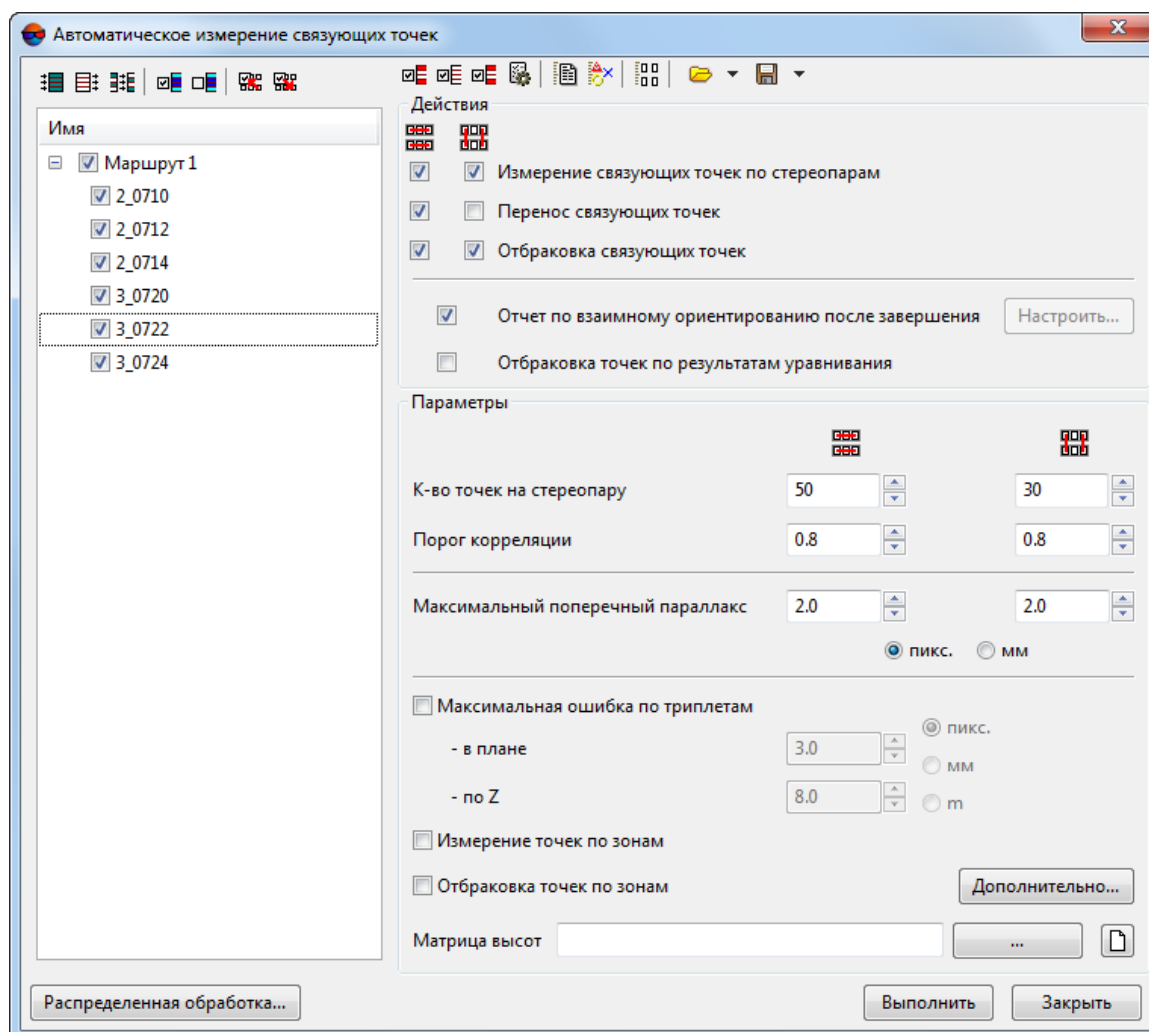 Автоматическое измерение связующих точек
Имя
Маршрут 1
2_0710
2_0712
2_0714
3_0720
3_0722
3_0724
Действия
Измерение связующих точек по стереопарам
Перенос связующих точек
Отбраковка связующих точек
Отчет по взаимному ориентированию после завершения Настроить...
Отбраковка точек по результатам уравнивания
Параметры
К-во точек на стереопару 50 30
Порог корреляции 0.8 0.8
Максимальный поперечный параллакс 2.0 2.0
пикс. мм
Максимальная ошибка по триплетам
пикс.
- в плане 3.0
мм
- по Z 8.0 m
Измерение точек по зонам
Отбраковка точек по зонам Дополнительно...
Матрица высот ...
Распределенная обработка... Выполнить Закрыть